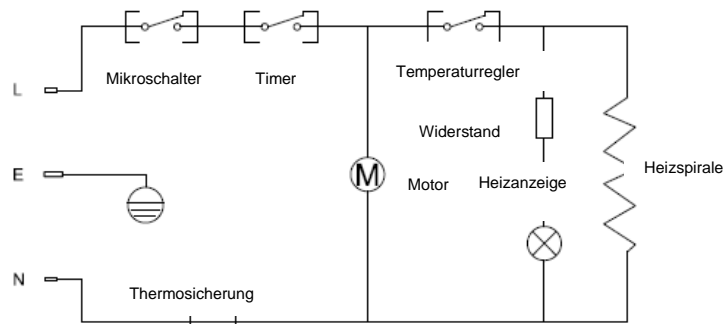 Mikroschalter
Timer
Temperaturregler
L
Widerstand
E
M
Motor
Heizanzeige
Heizspirale
N
Thermosicherung